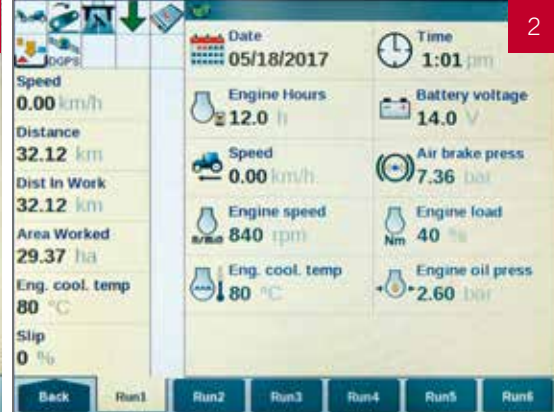 2
DGPS
Speed
0.00 km/h
Distance
32.12 km
Dist In Work
32.12 km
Area Worked
29.37 ha
Eng. cool. temp
80 °C
Slip
0 %
Date
05/18/2017
Time
1:01 pm
Engine Hours
12.0 h
Battery voltage
14.0 V
Speed
0.00 km/h
Air brake press
7.36 bar
Engine speed
n/min 840 rpm
Engine load
Nm 40 %
Eng. cool. temp
80 °C
Engine oil press
2.60 bar
Back Run1 Run2 Run3 Run4 Run5 Run6